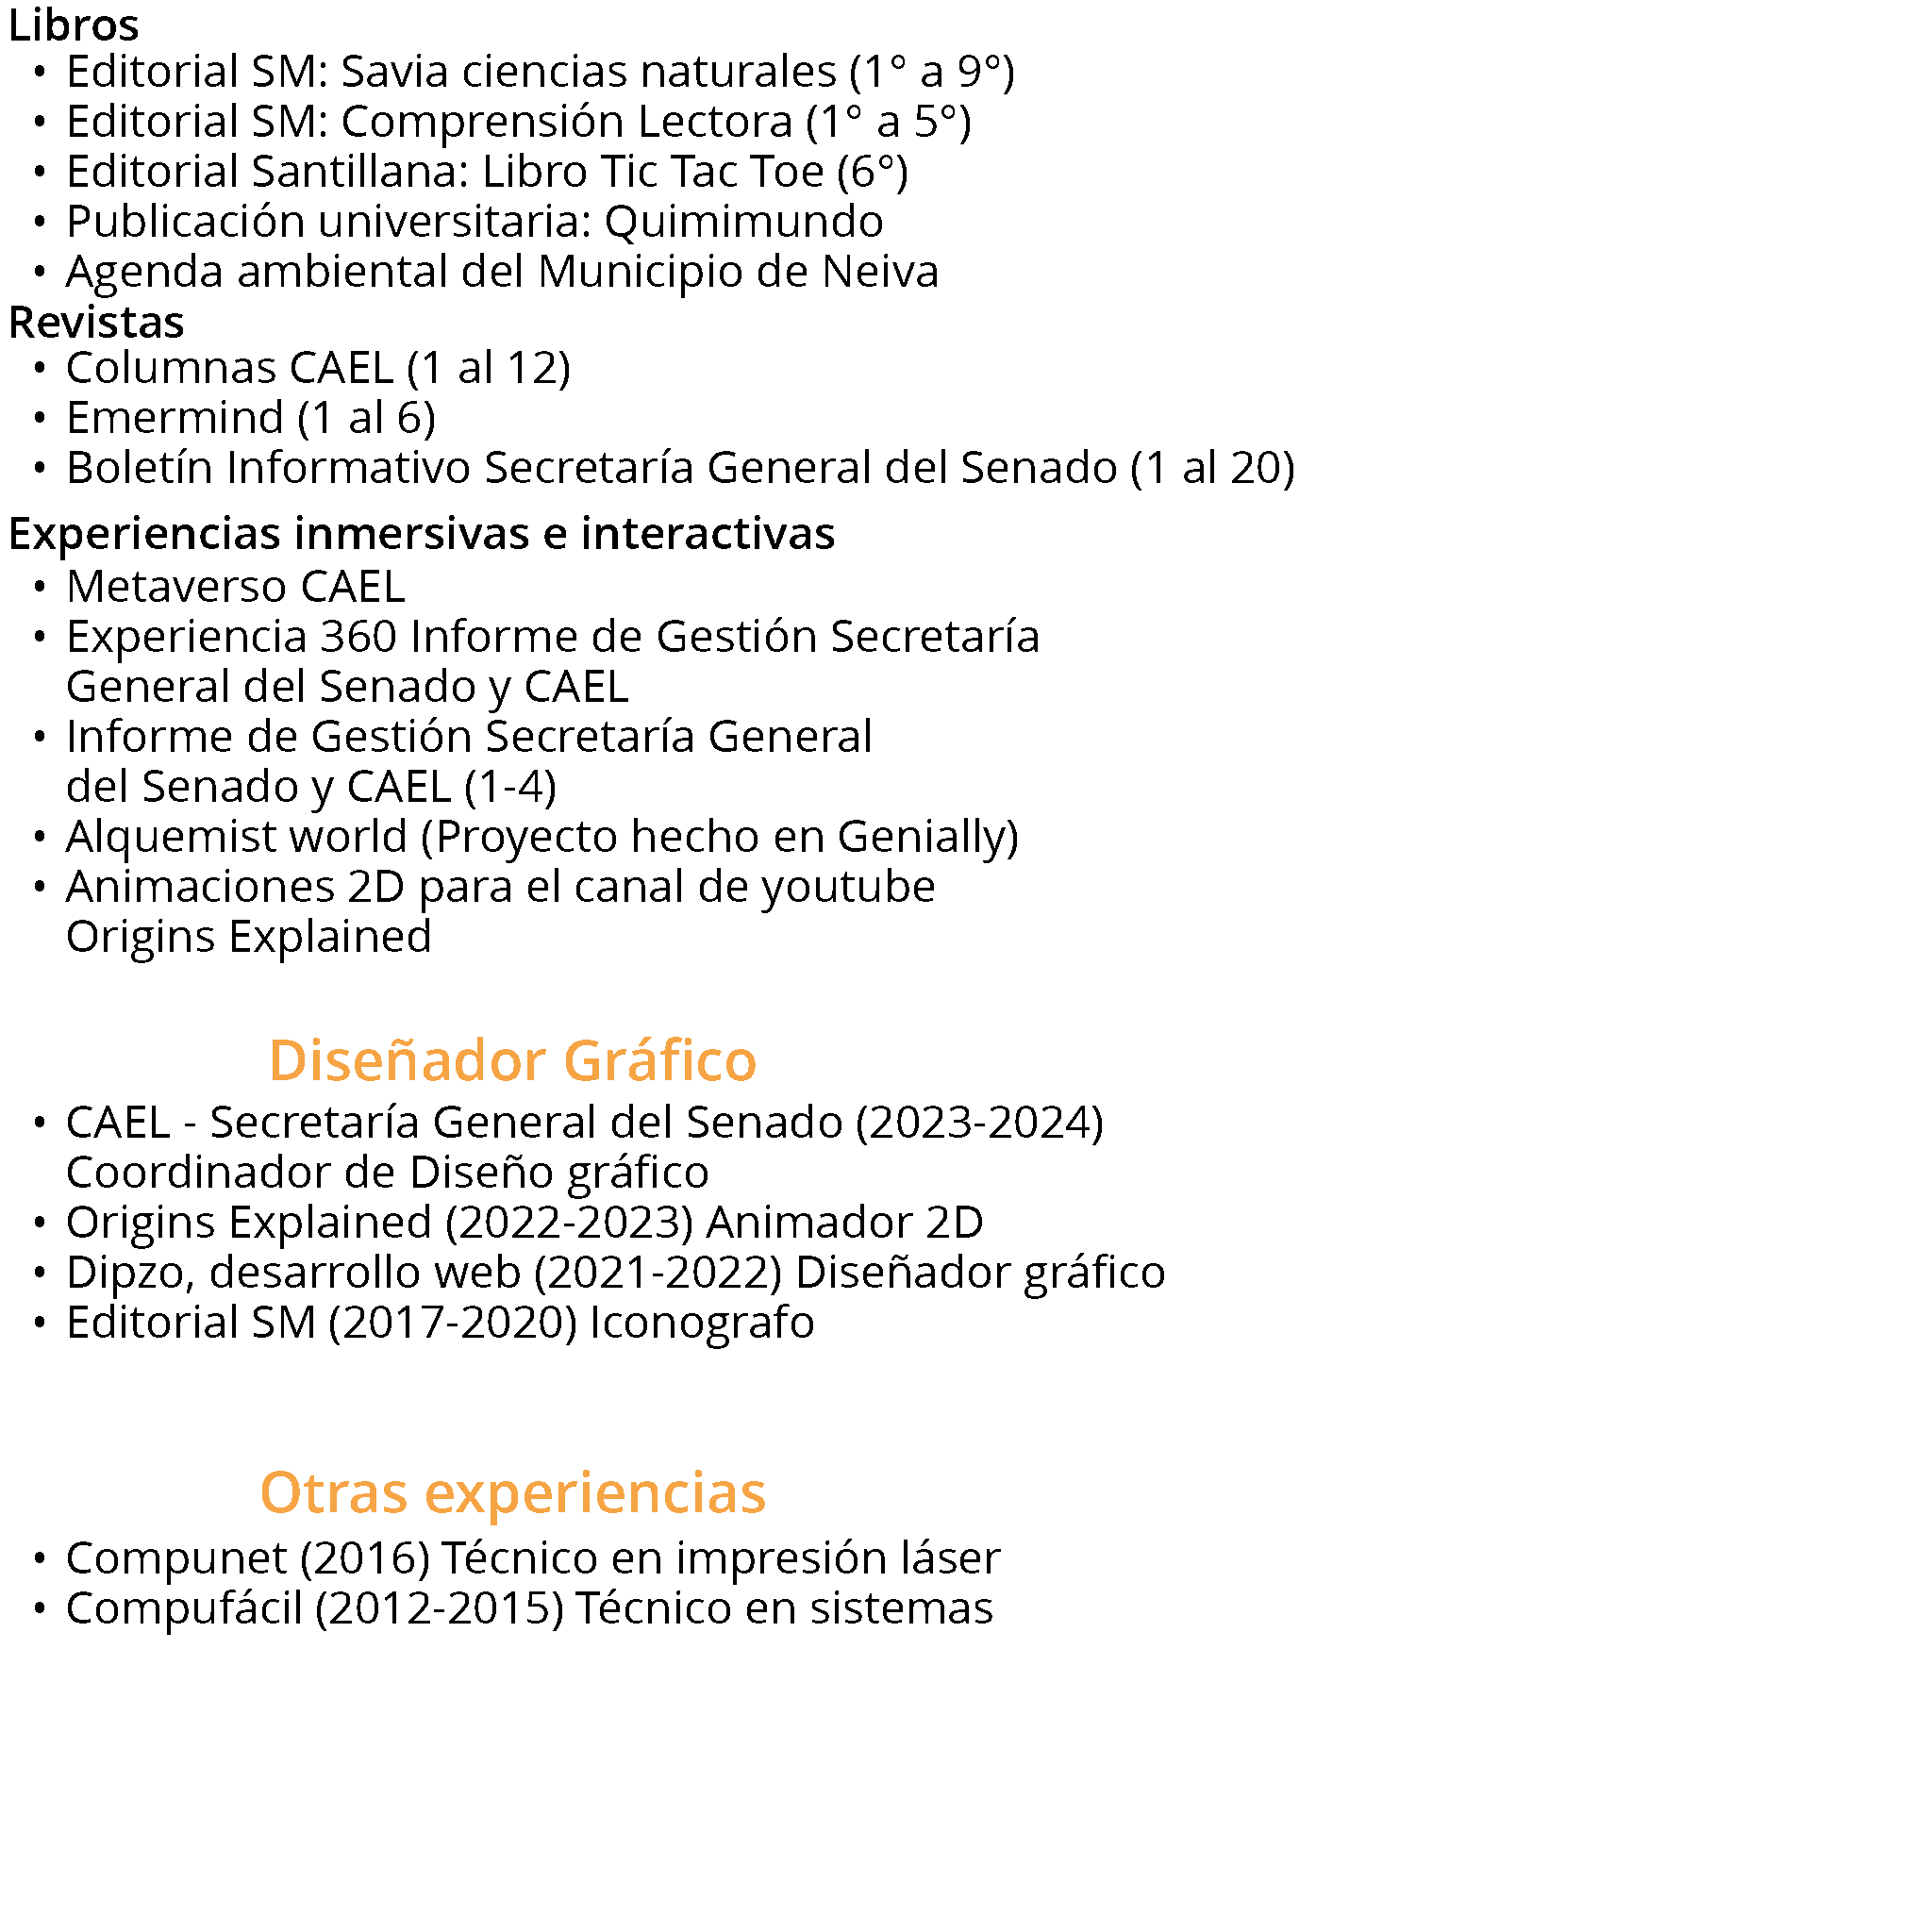 Libros
• Editorial SM: Savia ciencias naturales (1° a 9°)
• Editorial SM: Comprensión Lectora (1° a 5°)
• Editorial Santillana: Libro Tic Tac Toe (6°)
• Publicación universitaria: Quimimundo
• Agenda ambiental del Municipio de Neiva
Revistas
• Columnas CAEL (1 al 12)
• Emermind (1 al 6)
• Boletín Informativo Secretaría General del Senado (1 al 20)
Experiencias inmersivas e interactivas
• Metaverso CAEL
• Experiencia 360 Informe de Gestión Secretaría
General del Senado y CAEL
• Informe de Gestión Secretaría General
del Senado y CAEL (1-4)
• Alquemist world (Proyecto hecho en Genially)
• Animaciones 2D para el canal de youtube
Origins Explained
Diseñador Gráfico
• CAEL - Secretaría General del Senado (2023-2024)
Coordinador de Diseño gráfico
• Origins Explained (2022-2023) Animador 2D
• Dipzo, desarrollo web (2021-2022) Diseñador gráfico
• Editorial SM (2017-2020) Iconografo
Otras experiencias
• Compunet (2016) Técnico en impresión láser
• Compufácil (2012-2015) Técnico en sistemas